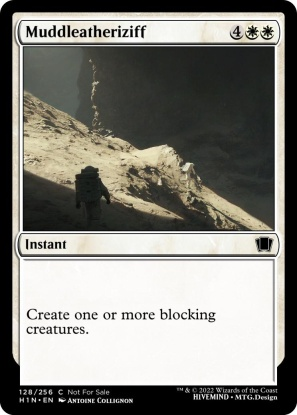 Muddleatheriziff 4
Instant
Create one or more blocking
creatures.
128/256 C Not For Sale
H1N • EN Antoine Collignon
™ & © 2022 Wizards of the Coast
HIVEMIND • MTG.Design